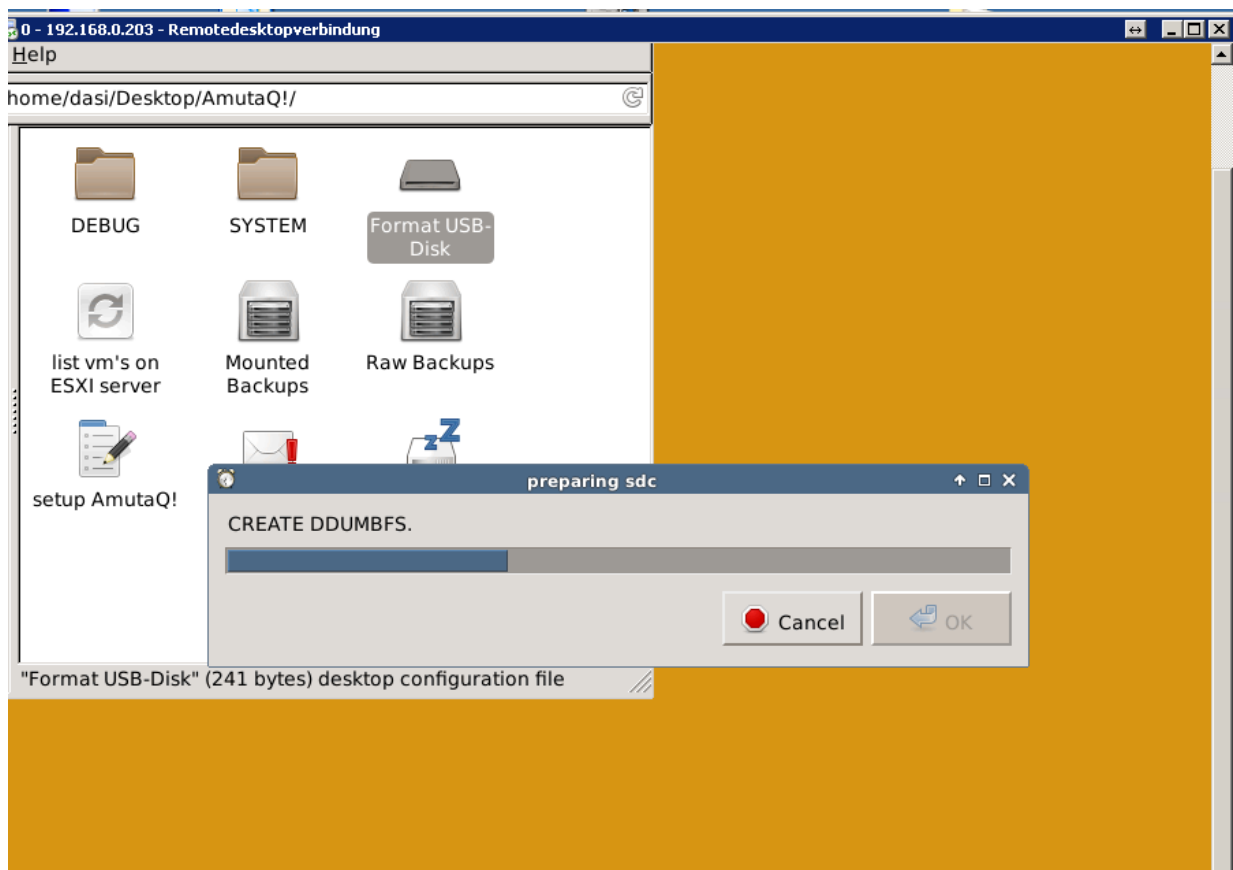 0 - 192.168.0.203 - Remotedesktopverbindung
Help
home/dasi/Desktop/AmutaQ!/
DEBUG
SYSTEM
Format USB-
Disk
list vm's on
ESXI server
Mounted
Backups
Raw Backups
zZ
setup AmutaQ!
preparing sdc
CREATE DDUMBFS.
Cancel
OK
"Format USB-Disk" (241 bytes) desktop configuration file